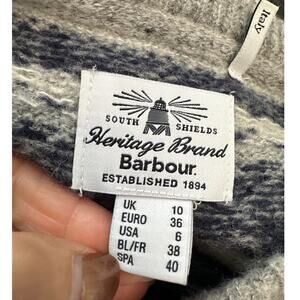 Italy
SOUTH SHIELDS
Heritage Brand
Barbour.
ESTABLISHED 1894
UK 10
EURO 36
USA 6
BL/FR 38
SPA 40